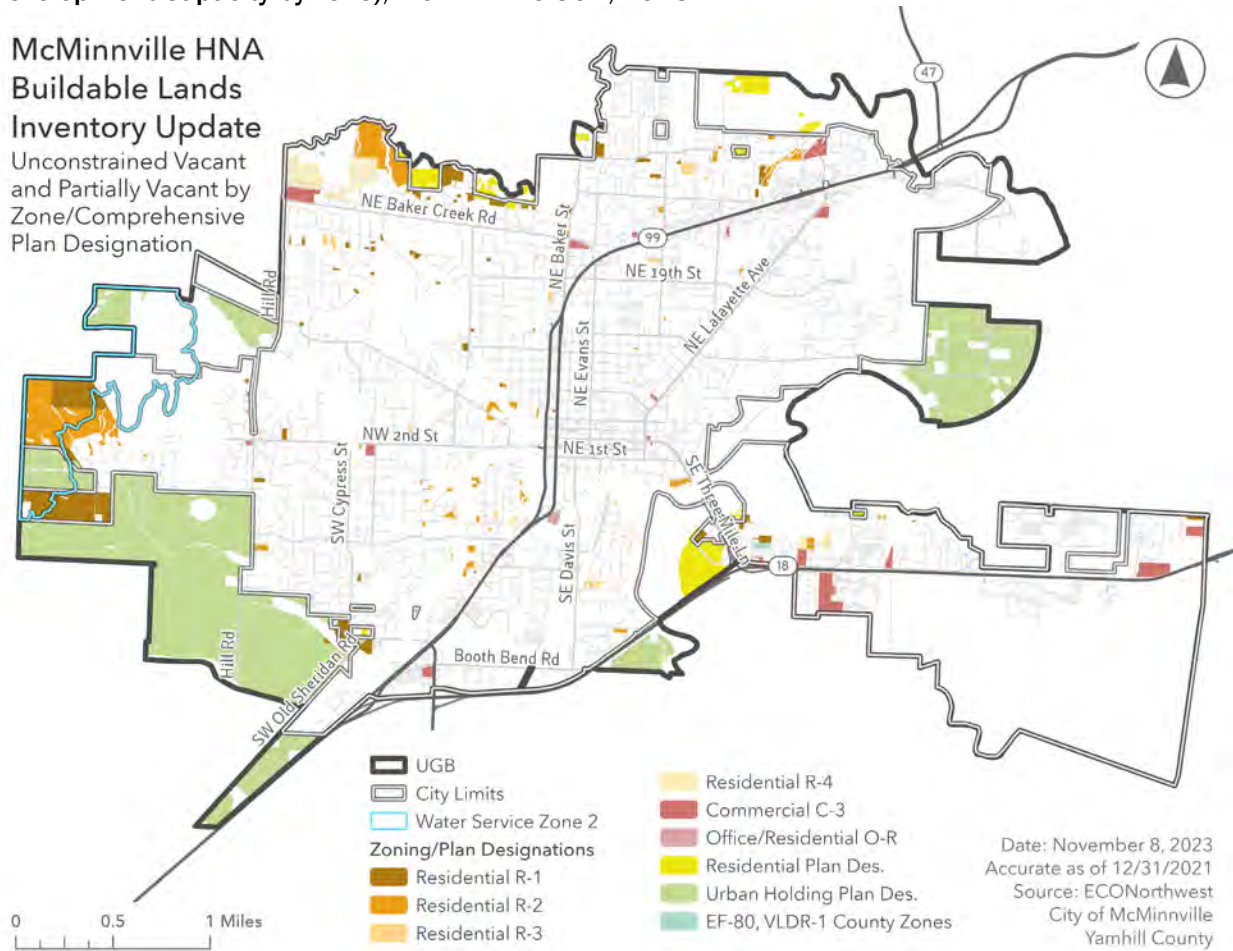 McMinnville HNA
Buildable Lands
Inventory Update
Unconstrained Vacant
and Partially Vacant by
Zone/Comprehensive
Plan Designation
47
NE Baker Creek Rd
NE Baker St
99
NE 19th St
Hill Rd
NE Lafayette Ave
NE Evans St
NW 2nd St
NE 1st St
SW Cypress St
SE Three Mile Ln
SE Davis St
18
Hill Rd
Booth Bend Rd
SW Old Sheridan Rd
UGB
City Limits
Water Service Zone 2
Zoning/Plan Designations
Residential R-1
Residential R-2
Residential R-3
Residential R-4
Commercial C-3
Office/Residential O-R
Residential Plan Des.
Urban Holding Plan Des.
EF-80, VLDR-1 County Zones
Date: November 8, 2023
Accurate as of 12/31/2021
Source: ECONorthwest
City of McMinnville
Yamhill County
0 0.5 1 Miles